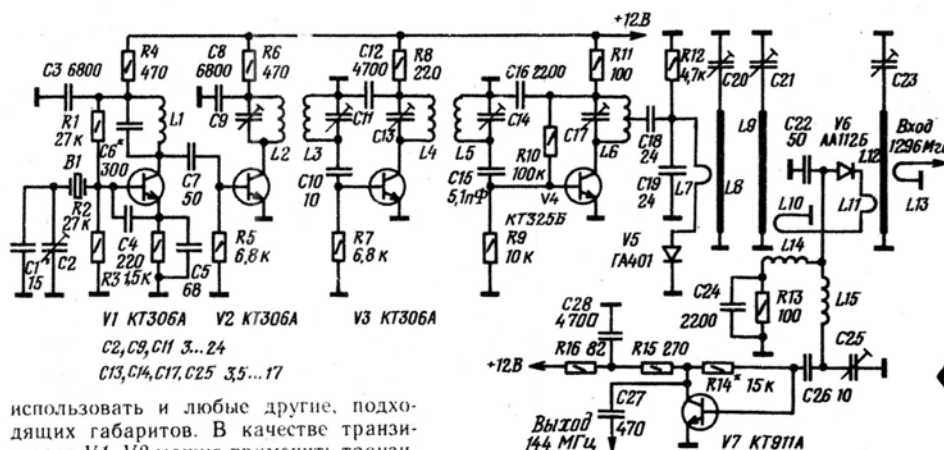 +12В
C3 6800
R4
470
C8
6800
R6
470
C12
4700
R8
220
C16 2200
R11
100
R12
4,7к
C20
C21
C23
R1
27к
C6*
300
L1
C9
L2
L3
C11
C13
L4
L5
C14
R10
100к
C17
L6
C18
24
L9
C22
50
V6
АА112Б
L12
Вход
1296 МГц
B1
C7
50
C10
10
C15
5,1пФ
V4
КТ325Б
C19
24
L7
L8
L10
L11
L13
R2
27к
C1*
15
C2
C4
220
R3 1,5к
C5
68
R5
6,8к
R7
6,8к
R9
10к
V5
ГА401
L14
C24
2200
R13
100
L15
C25
V1 КТ306А
V2 КТ306А
V3 КТ306А
C2, C9, C11 3...24
C13, C14, C17, C25 3,5...17
C28
4700
+12В
R16 82
R15 270
R14* 15к
C26 10
C27
470
Выход
144 МГц
V7 КТ911А
использовать и любые другие, подхо-
дящих габаритов. В качестве транзи-
V1, V2 можно применить транзи-